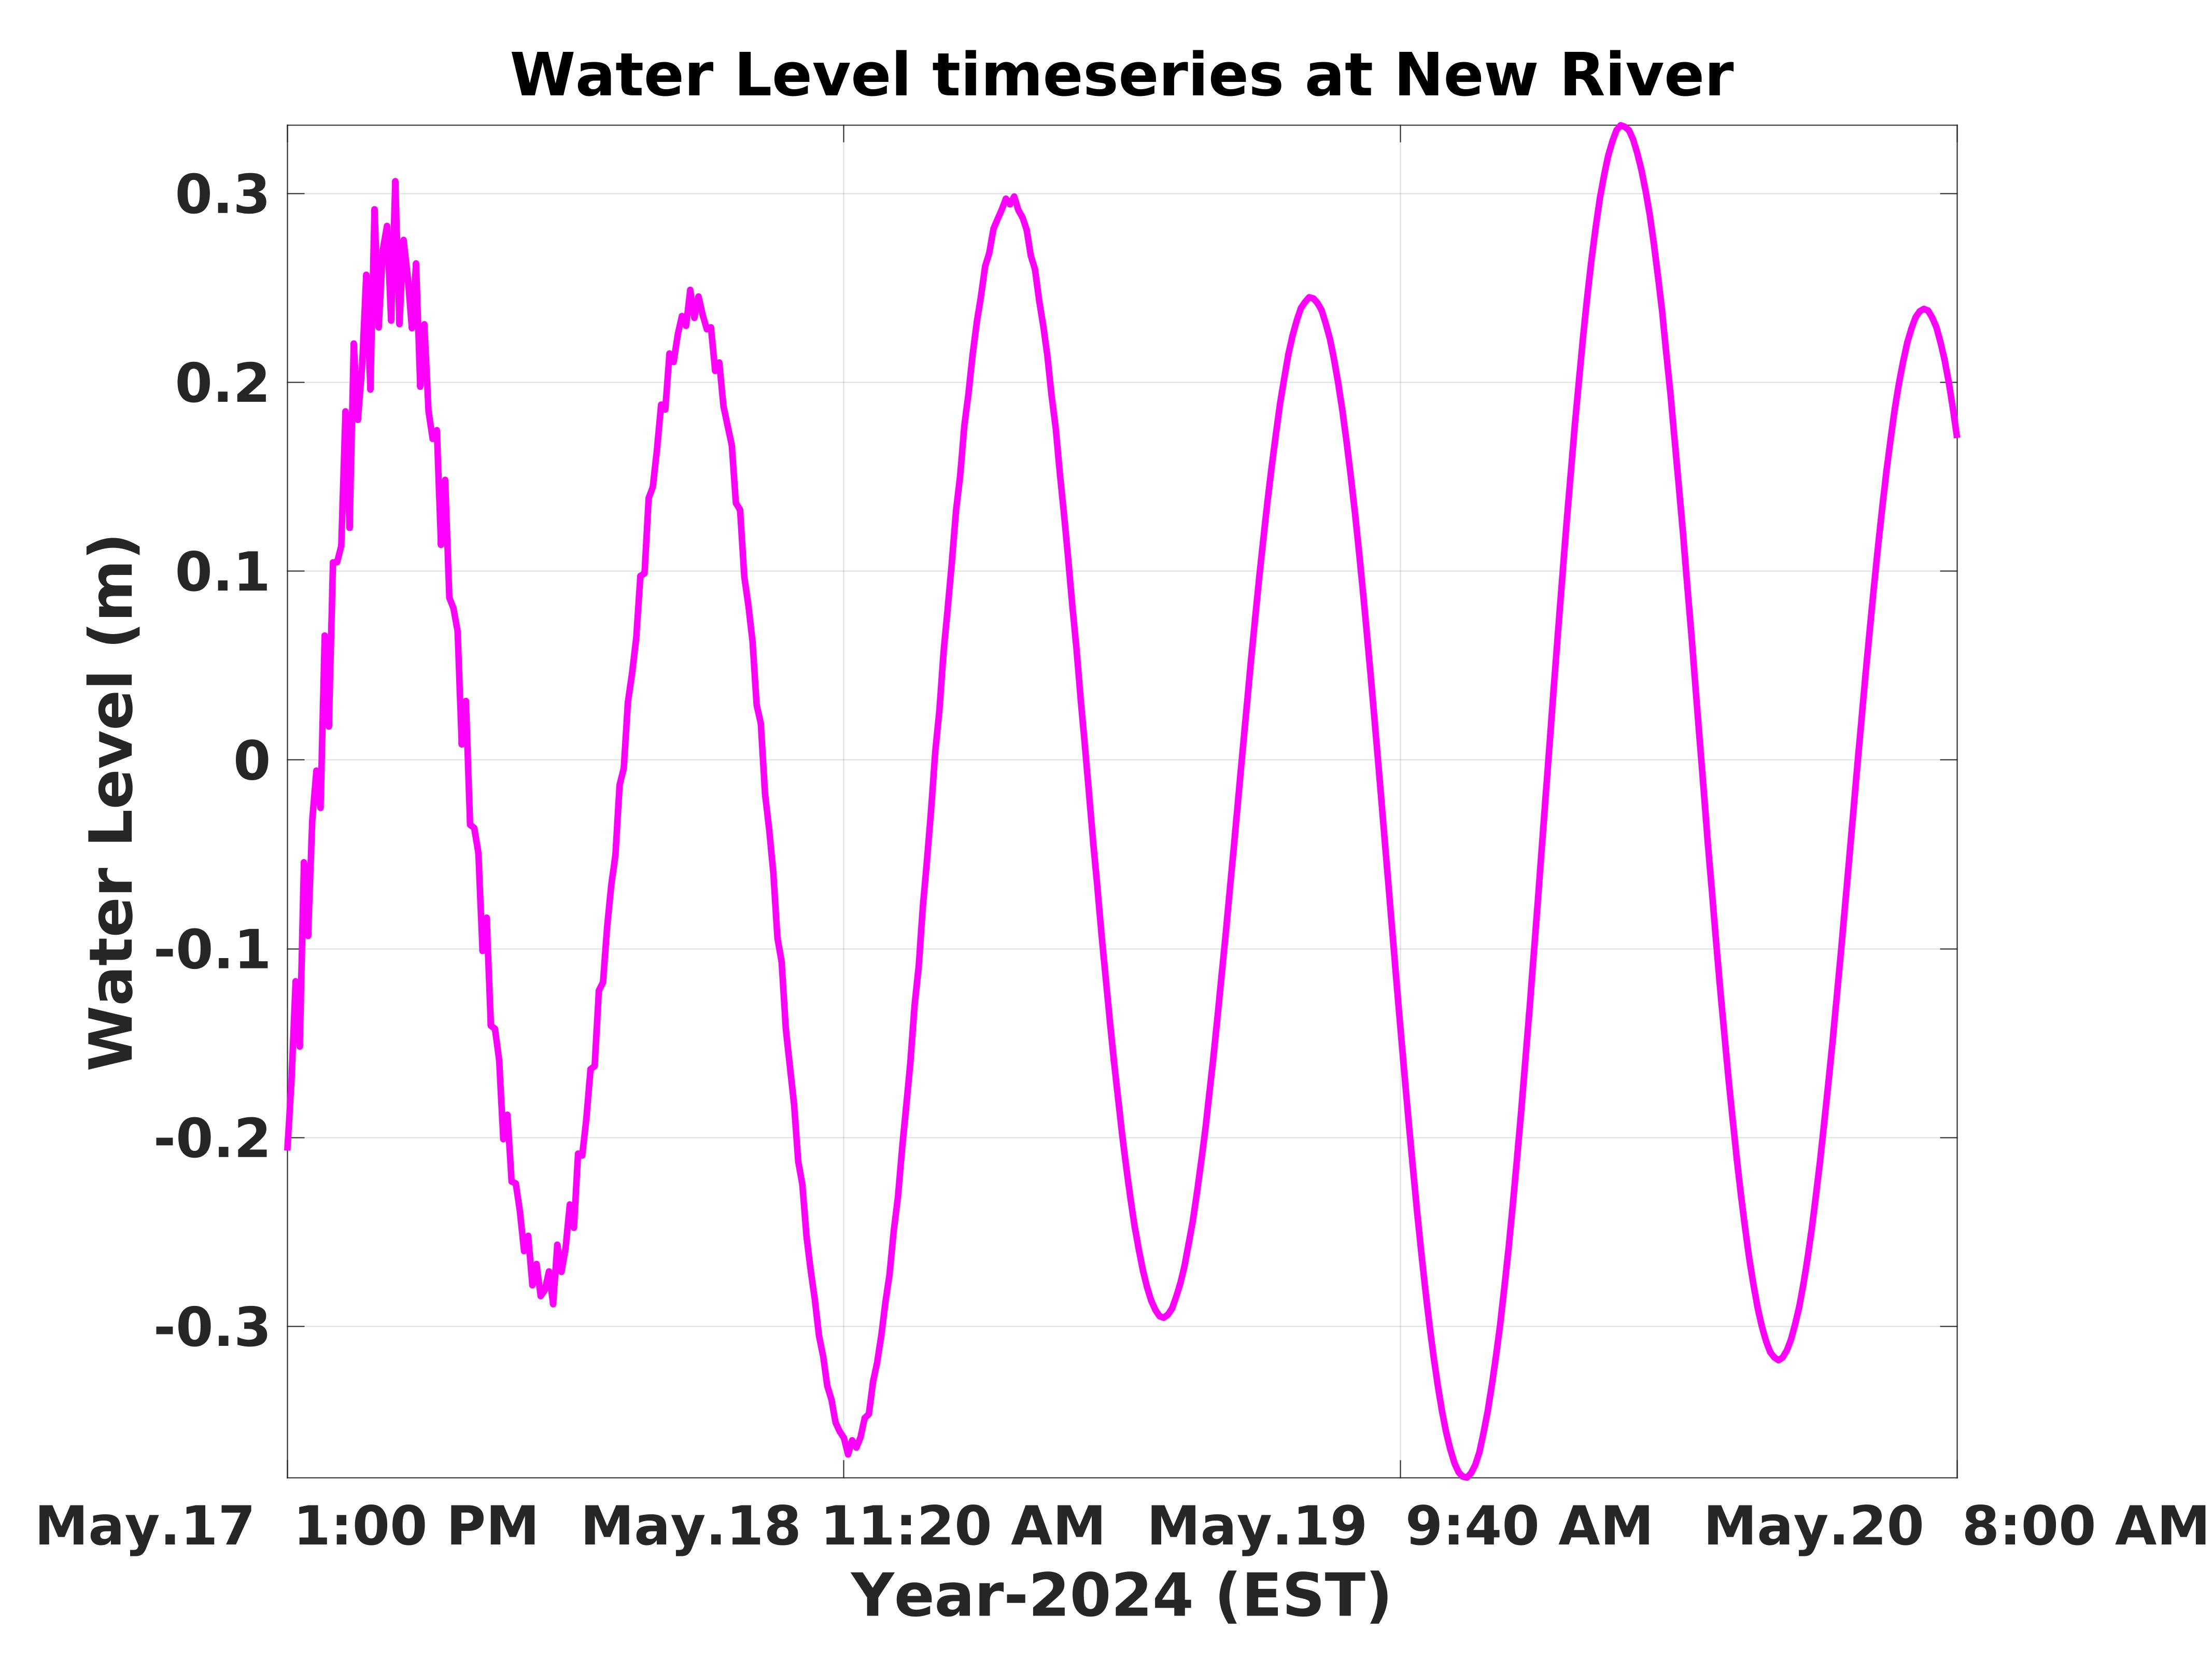 Water Level timeseries at New River
Water Level (m)
0.3
0.2
0.1
0
-0.1
-0.2
-0.3
May.17 1:00 PM May.18 11:20 AM May.19 9:40 AM May.20 8:00 AM
Year-2024 (EST)